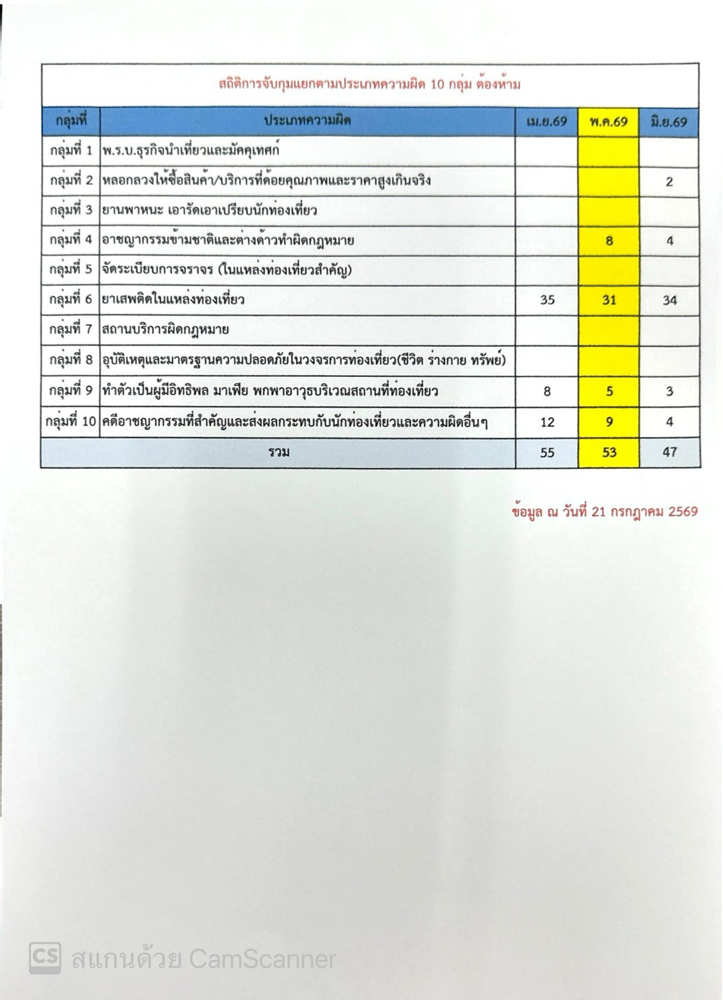 สถิติการจับกุมแยกตามประเภทความผิด 10 กลุ่ม ต้องห้าม
กลุ่มที่ ประเภทความผิด เม.ย.69 พ.ค.69 มิ.ย.69
กลุ่มที่ 1 พ.ร.บ.ธุรกิจนำเที่ยวและมัคคุเทศก์
กลุ่มที่ 2 หลอกลวงให้ซื้อสินค้า/บริการที่ด้อยคุณภาพและราคาสูงเกินจริง 2
กลุ่มที่ 3 ยานพาหนะ เอารัดเอาเปรียบนักท่องเที่ยว
กลุ่มที่ 4 อาชญากรรมข้ามชาติและต่างด้าวทำผิดกฎหมาย 8 4
กลุ่มที่ 5 จัดระเบียบการจราจร (ในแหล่งท่องเที่ยวสำคัญ)
กลุ่มที่ 6 ยาเสพติดในแหล่งท่องเที่ยว 35 31 34
กลุ่มที่ 7 สถานบริการผิดกฎหมาย
กลุ่มที่ 8 อุบัติเหตุและมาตรฐานความปลอดภัยในวงจรการท่องเที่ยว(ชีวิต ร่างกาย ทรัพย์)
กลุ่มที่ 9 ทำตัวเป็นผู้มีอิทธิพล มาเฟีย พกพาอาวุธบริเวณสถานที่ท่องเที่ยว 8 5 3
กลุ่มที่ 10 คดีอาชญากรรมที่สำคัญและส่งผลกระทบกับนักท่องเที่ยวและความผิดอื่นๆ 12 9 4
รวม 55 53 47
ข้อมูล ณ วันที่ 21 กรกฎาคม 2569
CS สแกนด้วย CamScanner